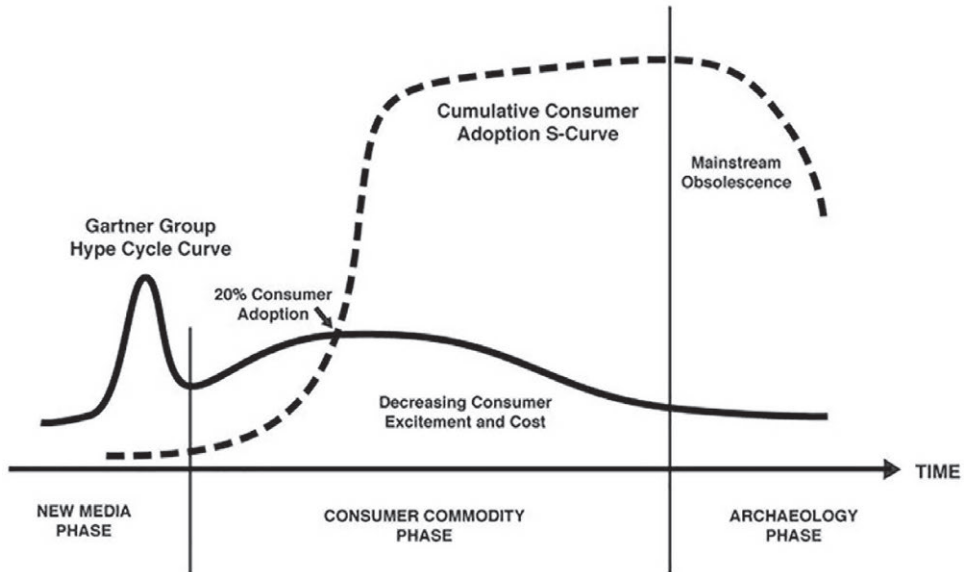 Cumulative Consumer
Adoption S-Curve
Mainstream
Obsolescence
Gartner Group
Hype Cycle Curve
20% Consumer
Adoption
Decreasing Consumer
Excitement and Cost
TIME
NEW MEDIA
PHASE
CONSUMER COMMODITY
PHASE
ARCHAEOLOGY
PHASE